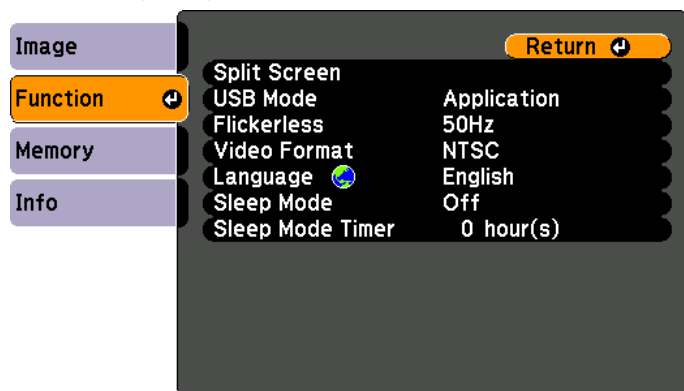 Image
Function
Memory
Info
Return
Split Screen
USB Mode Application
Flickerless 50Hz
Video Format NTSC
Language English
Sleep Mode Off
Sleep Mode Timer 0 hour(s)